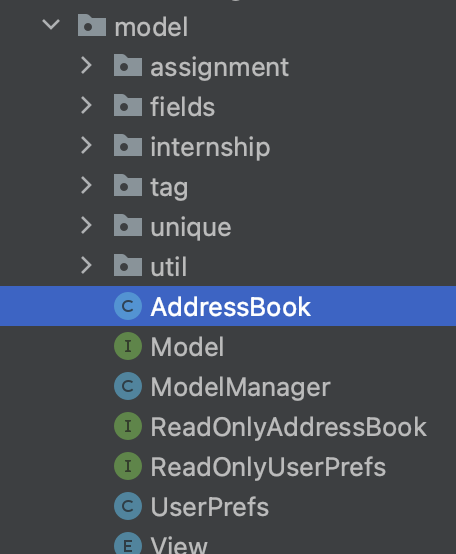 model
assignment
fields
internship
tag
unique
util
C AddressBook
I Model
C ModelManager
I ReadOnlyAddressBook
I ReadOnlyUserPrefs
C UserPrefs
E View